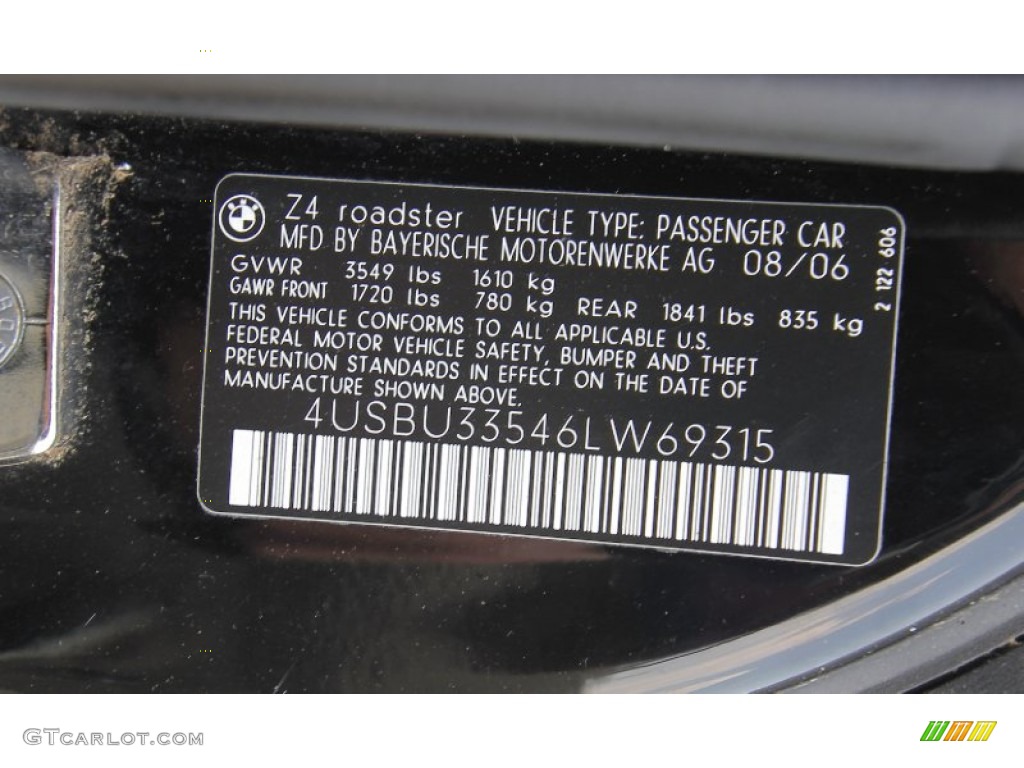 Z4 roadster VEHICLE TYPE: PASSENGER CAR
MFD BY BAYERISCHE MOTORENWERKE AG 08/06
GVWR 3549 lbs 1610 kg
GAWR FRONT 1720 lbs 780 kg REAR 1841 lbs 835 kg
THIS VEHICLE CONFORMS TO ALL APPLICABLE U.S.
FEDERAL MOTOR VEHICLE SAFETY, BUMPER AND THEFT
PREVENTION STANDARDS IN EFFECT ON THE DATE OF
MANUFACTURE SHOWN ABOVE.
4USBU33546LW69315
2 122 606
GTCARLOT.COM